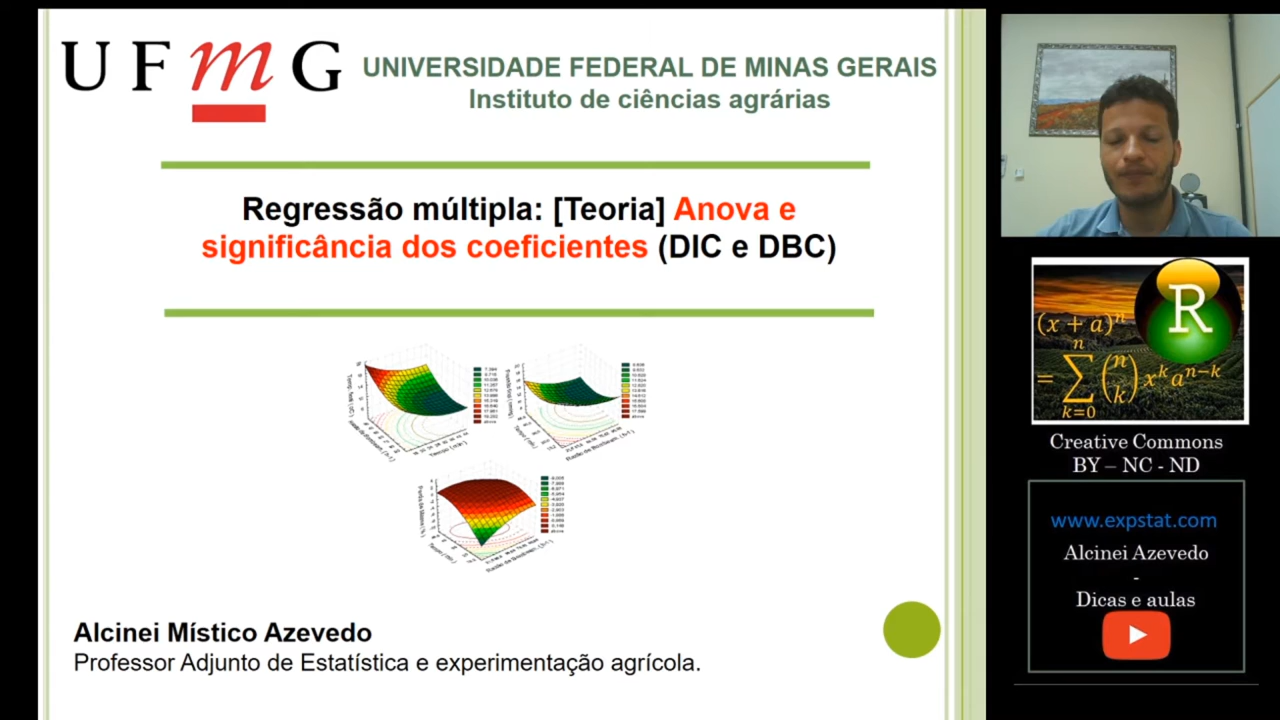 UFmG
UNIVERSIDADE FEDERAL DE MINAS GERAIS
Instituto de ciências agrárias
Regressão múltipla: [Teoria] Anova e
significância dos coeficientes (DIC e DBC)
Alcinei Místico Azevedo
Professor Adjunto de Estatística e experimentação agrícola.
R
(x + a)^n
= ∑ n k=0 (n k) x^k a^n-k
Creative Commons
BY – NC - ND
www.expstat.com
Alcinei Azevedo
-
Dicas e aulas